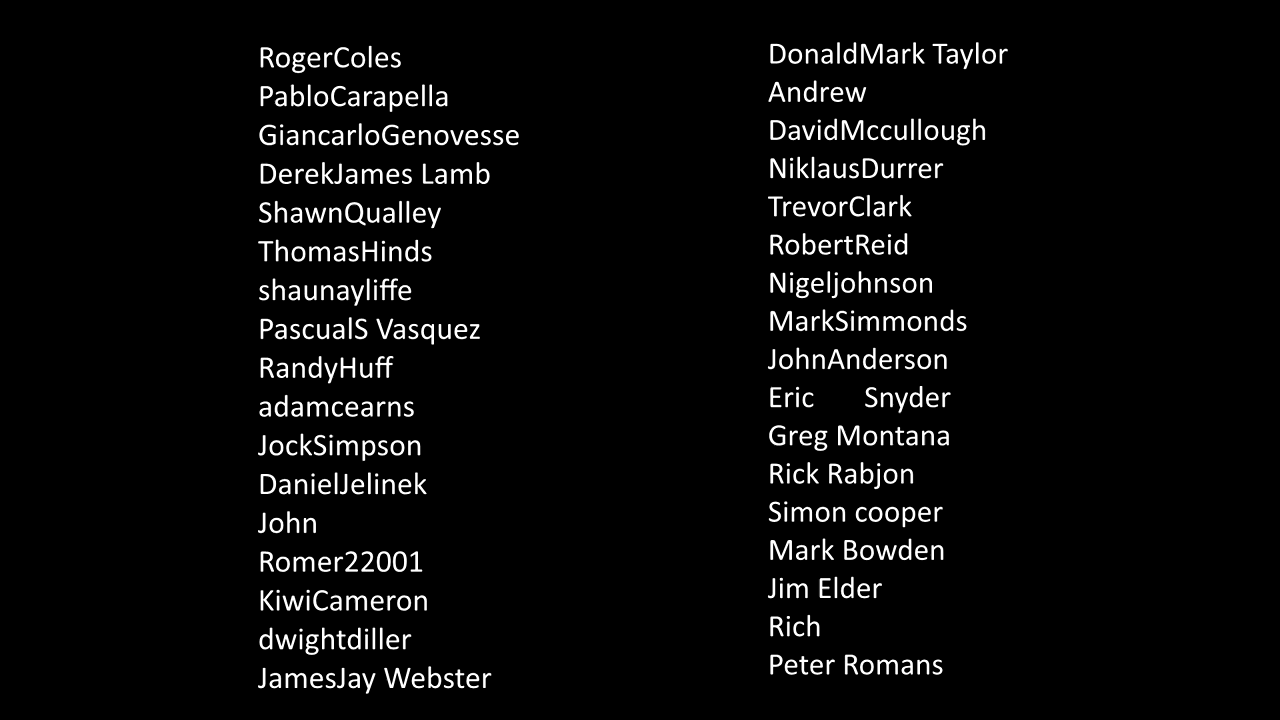 RogerColes
PabloCarapella
GiancarloGenovesse
DerekJames Lamb
ShawnQualley
ThomasHinds
shaunayliffe
PascualS Vasquez
RandyHuff
adamcearns
JockSimpson
DanielJelinek
John
Romer22001
KiwiCameron
dwightdiller
JamesJay Webster
DonaldMark Taylor
Andrew
DavidMccullough
NiklausDurrer
TrevorClark
RobertReid
Nigeljohnson
MarkSimmonds
JohnAnderson
Eric Snyder
Greg Montana
Rick Rabjon
Simon cooper
Mark Bowden
Jim Elder
Rich
Peter Romans